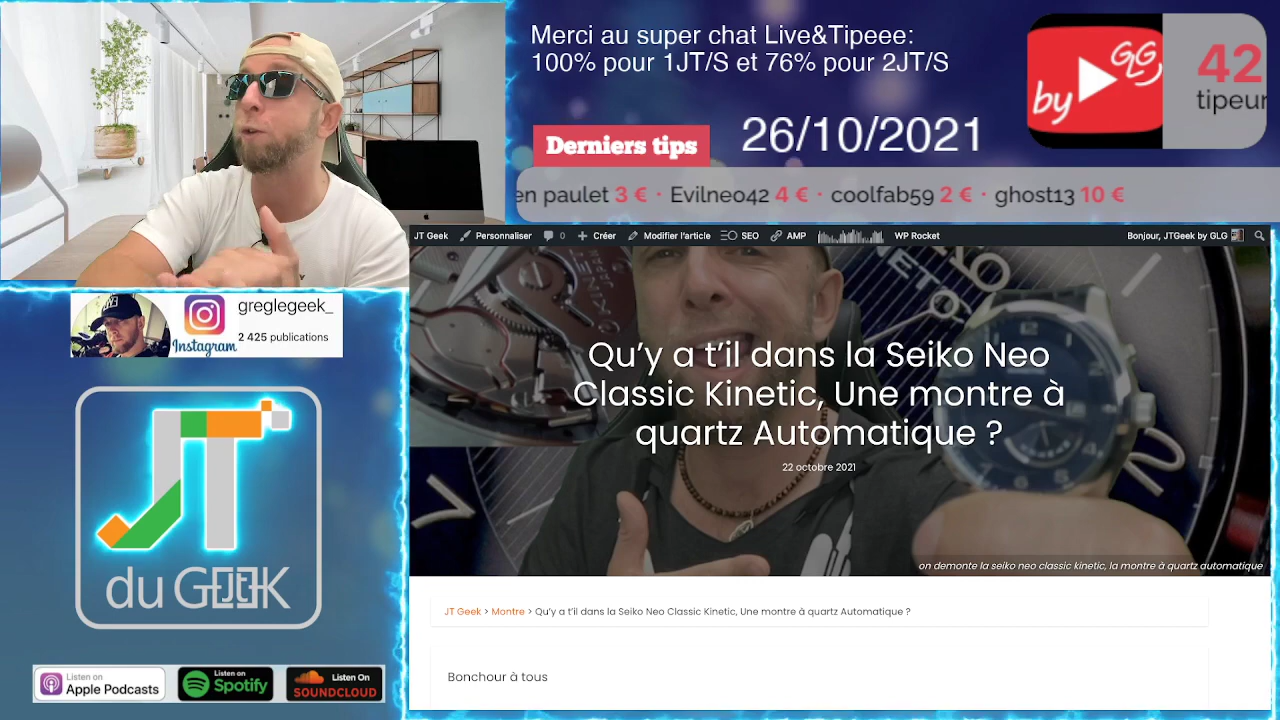 Merci au super chat Live&Tipeee:
100% pour 1JT/S et 76% pour 2JT/S
by GLG
42
tipeur
Derniers tips
26/10/2021
en paulet 3 € · Evilneo42 4 € · coolfab59 2 € · ghost13 10 €
JT Geek Personnaliser 0 Créer Modifier l'article SEO AMP WP Rocket Bonjour, JTGeek by GLG
greglegeek_
2 425 publications
Instagram
Qu'y a t'il dans la Seiko Neo
Classic Kinetic, Une montre à
quartz Automatique ?
22 octobre 2021
on demonte la seiko neo classic kinetic, la montre à quartz automatique
JT
du GEEK
JT Geek > Montre > Qu'y a t'il dans la Seiko Neo Classic Kinetic, Une montre à quartz Automatique ?
Bonchour à tous
Listen on
Apple Podcasts
Listen on
Spotify
Listen On
SOUNDCLOUD